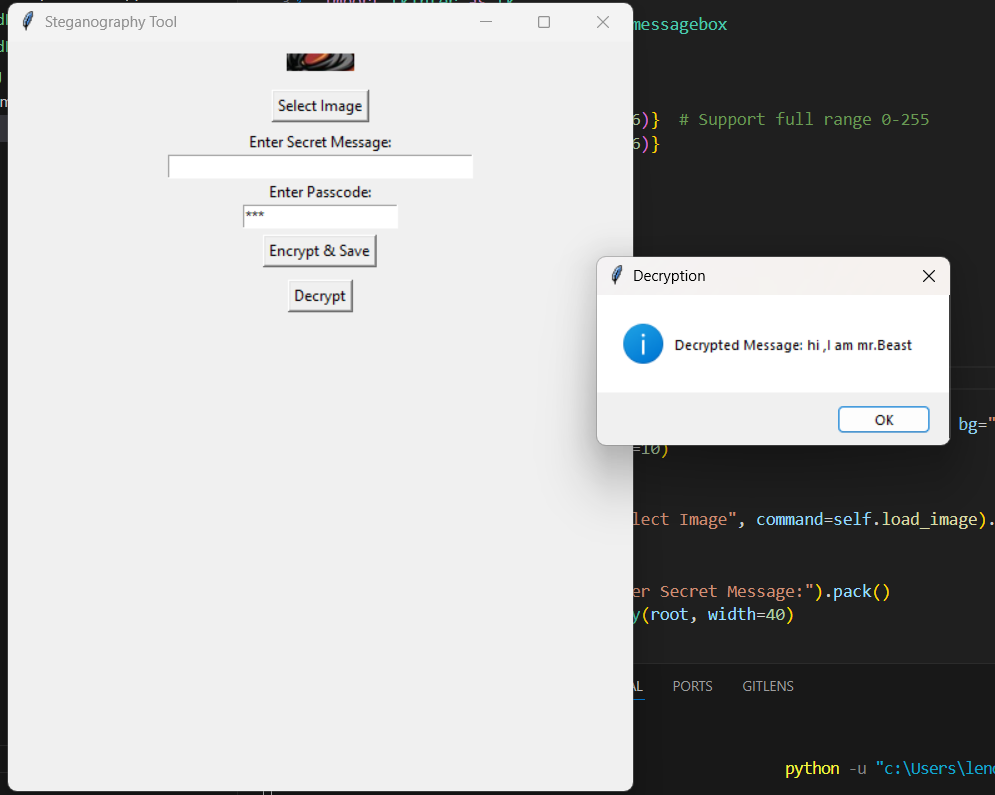 Steganography Tool
Select Image
Enter Secret Message:
Enter Passcode:
***
Encrypt & Save
Decrypt
messagebox
6)}  # Support full range 0-255
6)}
Decryption
Decrypted Message: hi ,I am mr.Beast
OK
bg="
=10)
lect Image", command=self.load_image).
er Secret Message:").pack()
y(root, width=40)
AL PORTS GITLENS
python -u "c:\Users\leno